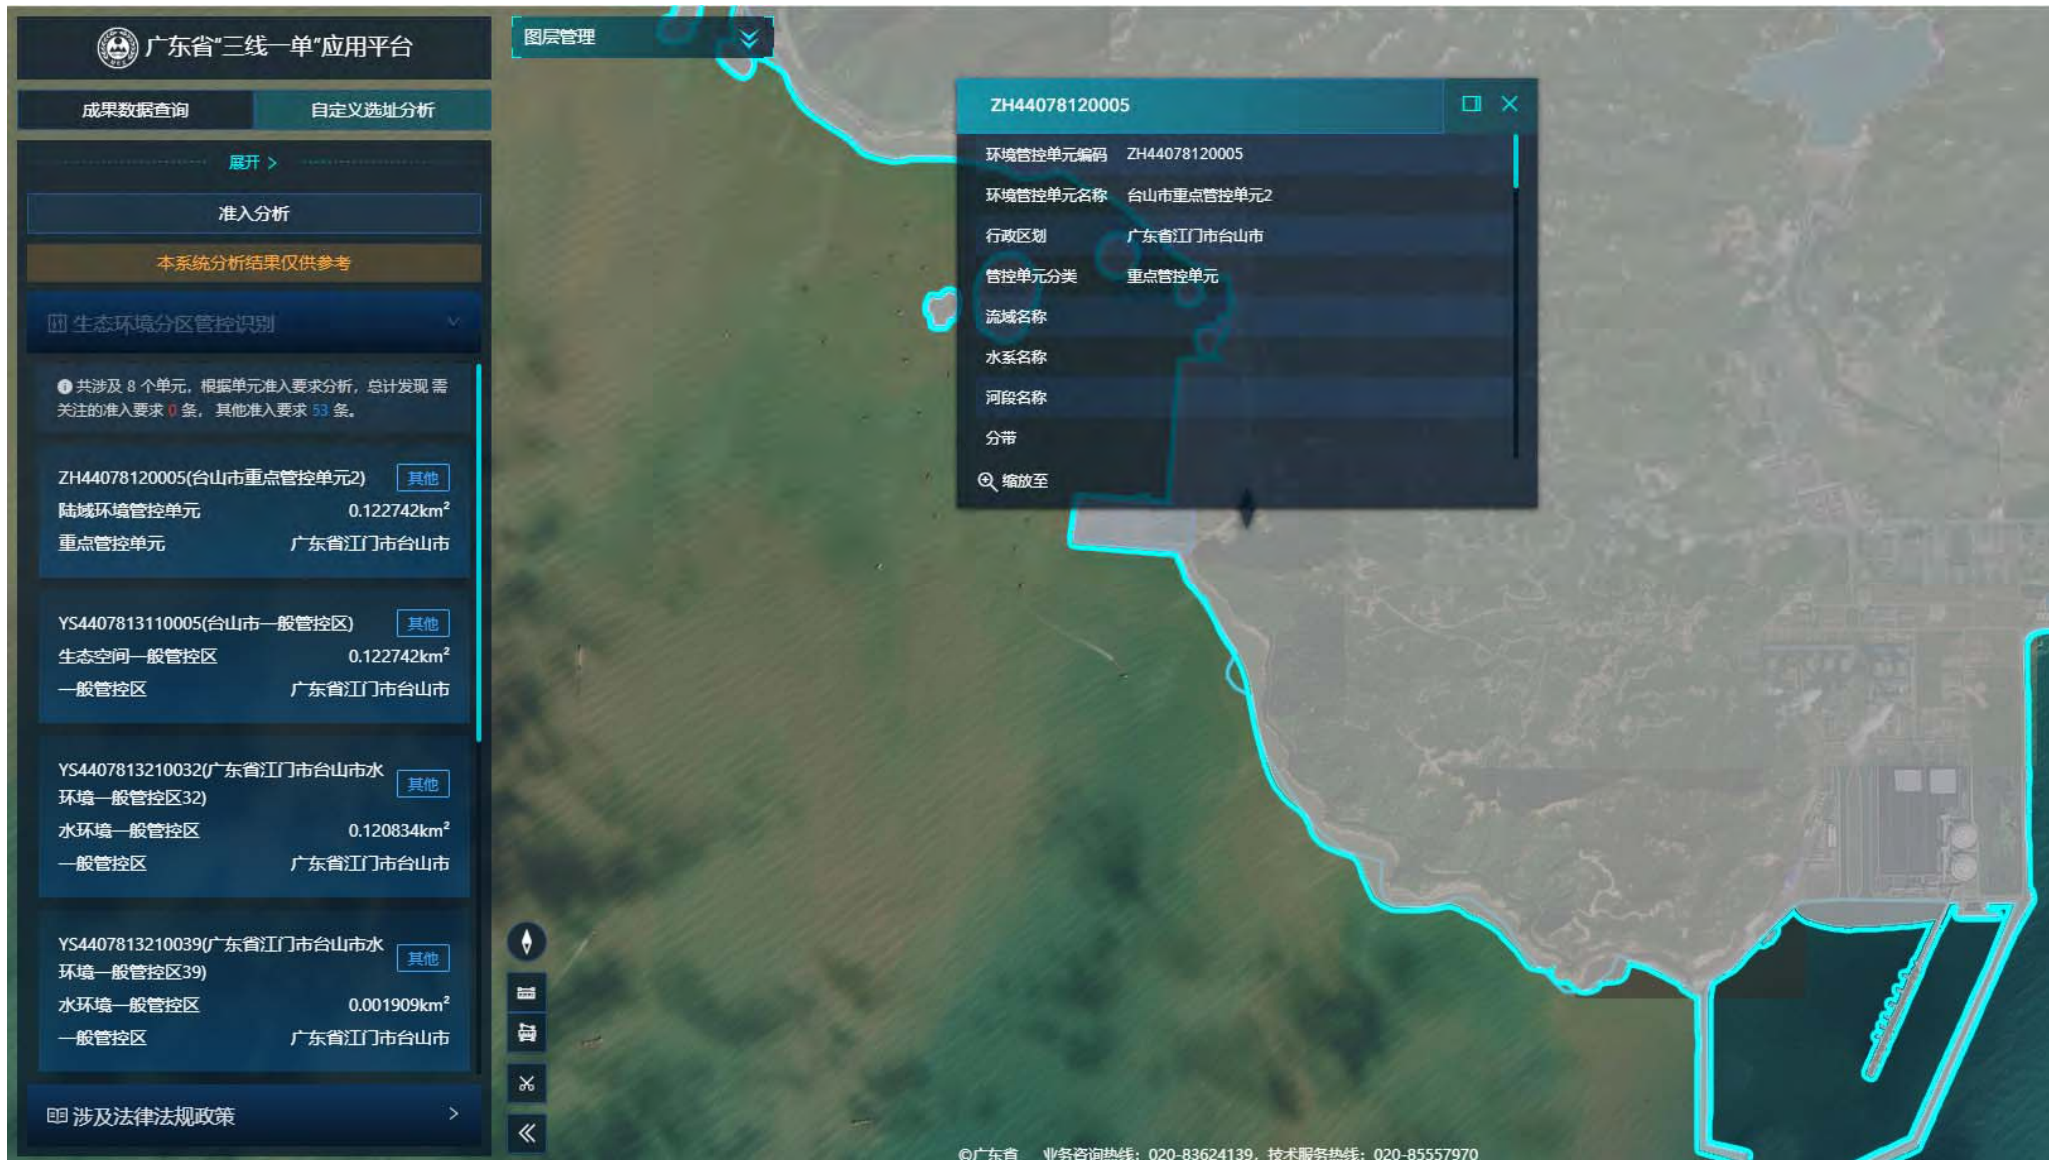 广东省"三线一单"应用平台
成果数据查询
自定义选址分析
展开 >
准入分析
本系统分析结果仅供参考
生态环境分区管控识别
共涉及 8 个单元，根据单元准入要求分析，总计发现 需
关注的准入要求 0 条， 其他准入要求 53 条。
ZH44078120005(台山市重点管控单元2) 其他
陆域环境管控单元 0.122742km²
重点管控单元 广东省江门市台山市
YS4407813110005(台山市一般管控区) 其他
生态空间一般管控区 0.122742km²
一般管控区 广东省江门市台山市
YS4407813210032(广东省江门市台山市水
环境一般管控区32) 其他
水环境一般管控区 0.120834km²
一般管控区 广东省江门市台山市
YS4407813210039(广东省江门市台山市水
环境一般管控区39) 其他
水环境一般管控区 0.001909km²
一般管控区 广东省江门市台山市
涉及法律法规政策
图层管理
ZH44078120005
环境管控单元编码 ZH44078120005
环境管控单元名称 台山市重点管控单元2
行政区划 广东省江门市台山市
管控单元分类 重点管控单元
流域名称
水系名称
河段名称
分带
缩放至
©广东省 业务咨询热线：020-83624139，技术服务热线：020-85557970